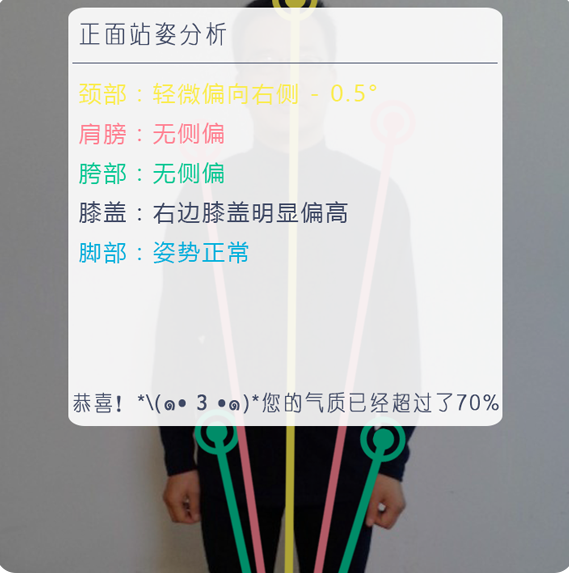 正面站姿分析
颈部：轻微偏向右侧 - 0.5°
肩膀：无侧偏
胯部：无侧偏
膝盖：右边膝盖明显偏高
脚部：姿势正常
恭喜！*\(๑• 3 •๑)*您的气质已经超过了70%